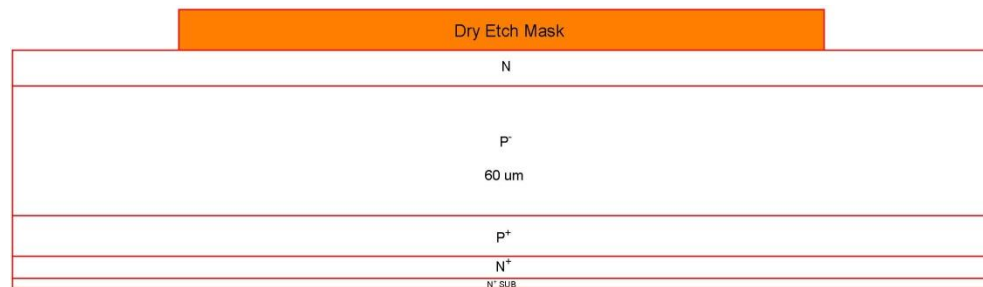 Dry Etch Mask
N
P⁻
60 um
P⁺
N⁺
N⁺ SUB